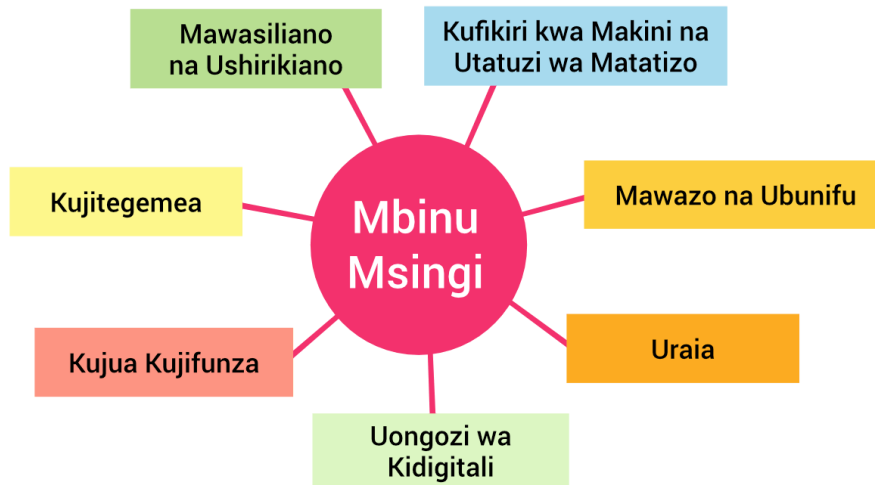 Mawasiliano
na Ushirikiano
Kufikiri kwa Makini na
Utatuzi wa Matatizo
Kujitegemea
Mbinu
Msingi
Mawazo na Ubunifu
Kujua Kujifunza
Uraia
Uongozi wa
Kidigitali